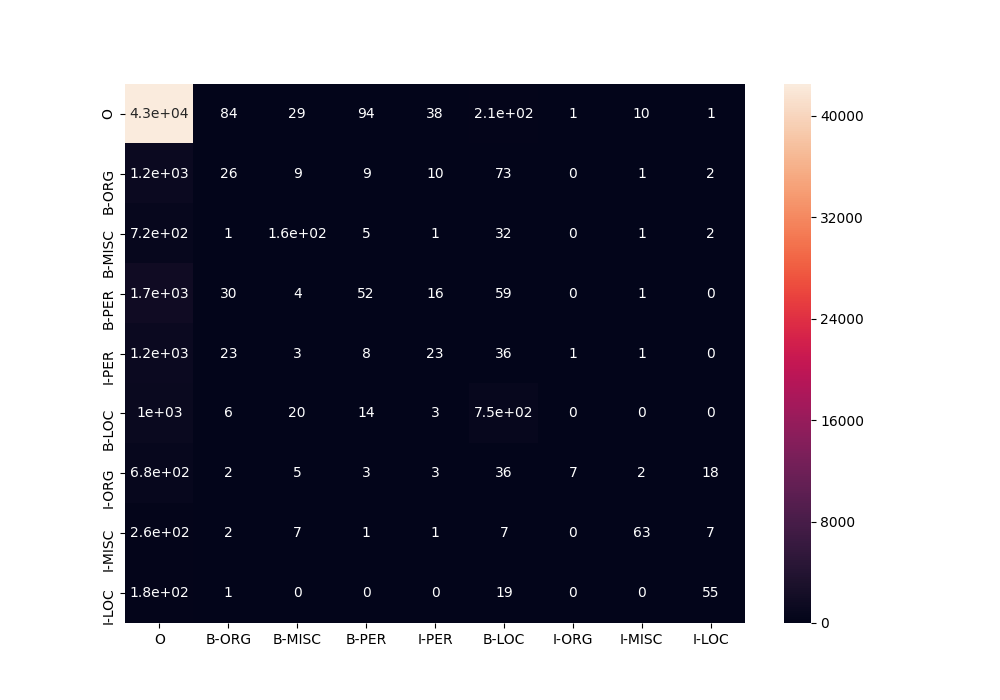 O 4.3e+04 84 29 94 38 2.1e+02 1 10 1
B-ORG 1.2e+03 26 9 9 10 73 0 1 2
B-MISC 7.2e+02 1 1.6e+02 5 1 32 0 1 2
B-PER 1.7e+03 30 4 52 16 59 0 1 0
I-PER 1.2e+03 23 3 8 23 36 1 1 0
B-LOC 1e+03 6 20 14 3 7.5e+02 0 0 0
I-ORG 6.8e+02 2 5 3 3 36 7 2 18
I-MISC 2.6e+02 2 7 1 1 7 0 63 7
I-LOC 1.8e+02 1 0 0 0 19 0 0 55
O B-ORG B-MISC B-PER I-PER B-LOC I-ORG I-MISC I-LOC
40000
32000
24000
16000
8000
0